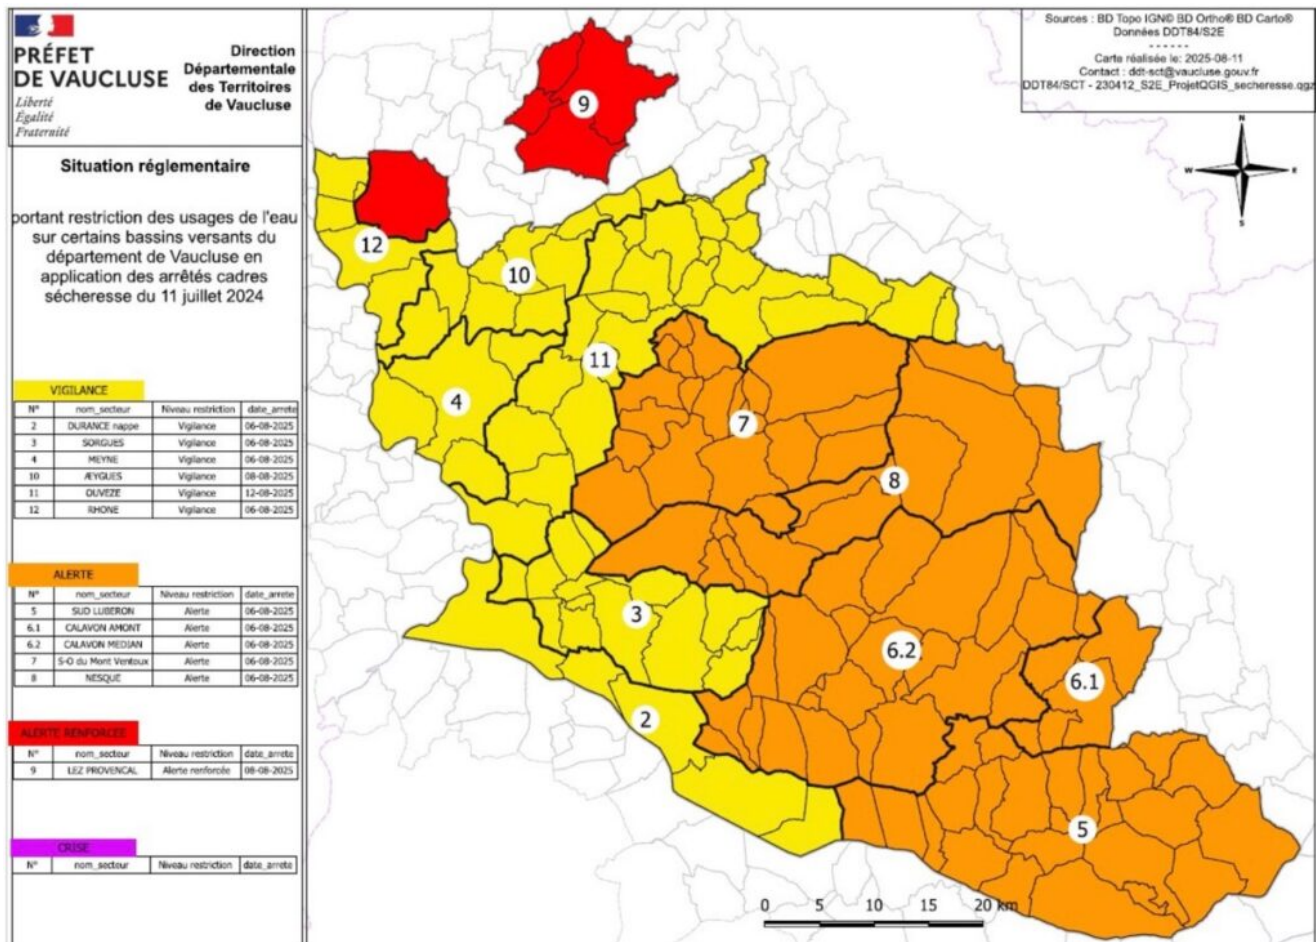 PRÉFET
DE VAUCLUSE
Liberté
Égalité
Fraternité
Direction
Départementale
des Territoires
de Vaucluse
Situation réglementaire
portant restriction des usages de l'eau
sur certains bassins versants du
département de Vaucluse en
application des arrêtés cadres
sécheresse du 11 juillet 2024
VIGILANCE
N° nom_secteur Niveau restriction date_arrete
2 DURANCE nappe Vigilance 06-08-2025
3 SORGUES Vigilance 06-08-2025
4 MEYNE Vigilance 06-08-2025
10 ÆYGUES Vigilance 08-08-2025
11 OUVEZE Vigilance 12-08-2025
12 RHONE Vigilance 06-08-2025
ALERTE
N° nom_secteur Niveau restriction date_arrete
5 SUD LUBERON Alerte 06-08-2025
6.1 CALAVON AMONT Alerte 06-08-2025
6.2 CALAVON MEDIAN Alerte 06-08-2025
7 S-O du Mont Ventoux Alerte 06-08-2025
8 NESQUE Alerte 06-08-2025
ALERTE RENFORCEE
N° nom_secteur Niveau restriction date_arrete
9 LEZ PROVENCAL Alerte renforcée 08-08-2025
CRISE
N° nom_secteur Niveau restriction date_arrete
Sources : BD Topo IGN© BD Ortho® BD Carto®
Données DDT84/S2E
------
Carte réalisée le: 2025-08-11
Contact : ddt-sct@vaucluse.gouv.fr
DDT84/SCT - 230412_S2E_ProjetQGIS_secheresse.qgz
N
W E
S
9
12
10
11
4
7
8
3
6.2
6.1
2
5
0 5 10 15 20 km